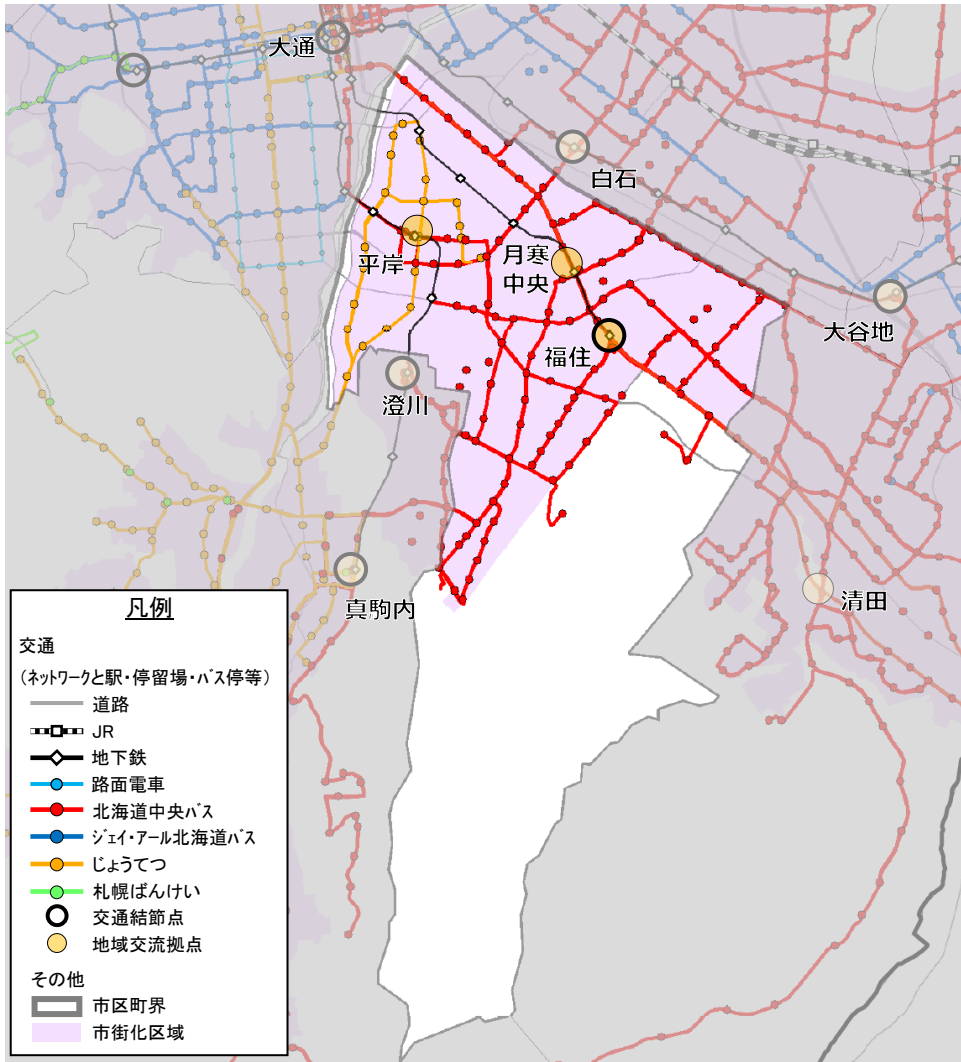 大通
白石
月寒
中央
平岸
大谷地
福住
澄川
清田
真駒内
凡例
交通
(ネットワークと駅・停留場・バス停等)
道路
JR
地下鉄
路面電車
北海道中央バス
ジェイ・アール北海道バス
じょうてつ
札幌ばんけい
交通結節点
地域交流拠点
その他
市区町界
市街化区域